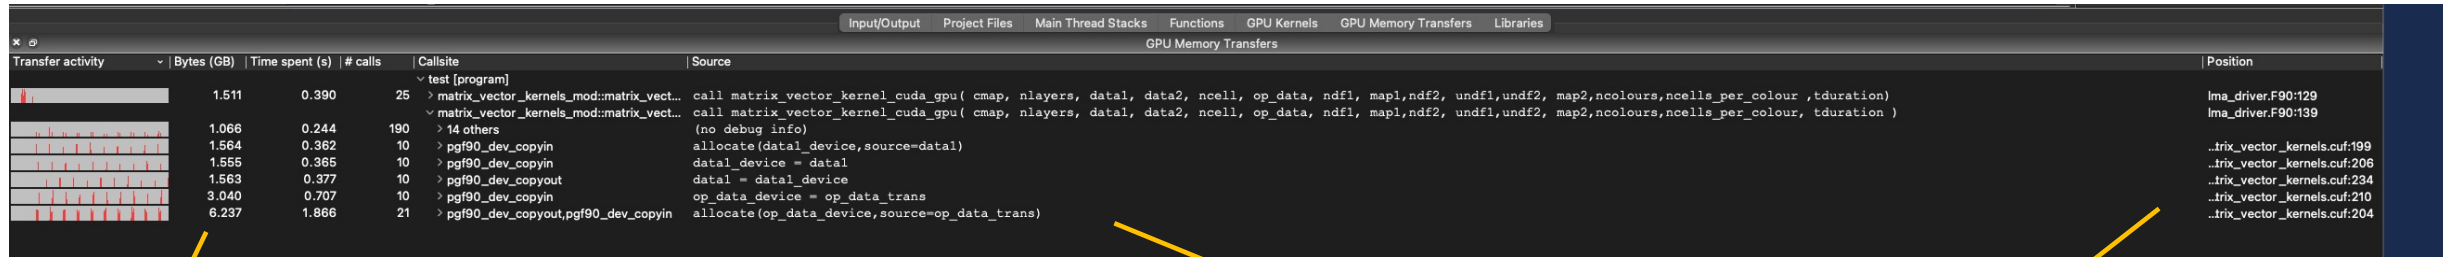 Input/Output Project Files Main Thread Stacks Functions GPU Kernels GPU Memory Transfers Libraries
GPU Memory Transfers
Transfer activity Bytes (GB) Time spent (s) # calls Callsite Source Position
test [program]
1.511 0.390 25 matrix_vector_kernels_mod::matrix_vect... call matrix_vector_kernel_cuda_gpu( cmap, nlayers, data1, data2, ncell, op_data, ndf1, map1,ndf2, undf1,undf2, map2,ncolours,ncells_per_colour ,tduration) lma_driver.F90:129
matrix_vector_kernels_mod::matrix_vect... call matrix_vector_kernel_cuda_gpu( cmap, nlayers, data1, data2, ncell, op_data, ndf1, map1,ndf2, undf1,undf2, map2,ncolours,ncells_per_colour, tduration ) lma_driver.F90:139
1.066 0.244 190 14 others (no debug info)
1.564 0.362 10 pgf90_dev_copyin allocate(data1_device,source=data1) ...trix_vector_kernels.cuf:199
1.555 0.365 10 pgf90_dev_copyin data1_device = data1 ...trix_vector_kernels.cuf:206
1.563 0.377 10 pgf90_dev_copyout data1 = data1_device ...trix_vector_kernels.cuf:234
3.040 0.707 10 pgf90_dev_copyin op_data_device = op_data_trans ...trix_vector_kernels.cuf:210
6.237 1.866 21 pgf90_dev_copyout,pgf90_dev_copyin allocate(op_data_device,source=op_data_trans) ...trix_vector_kernels.cuf:204